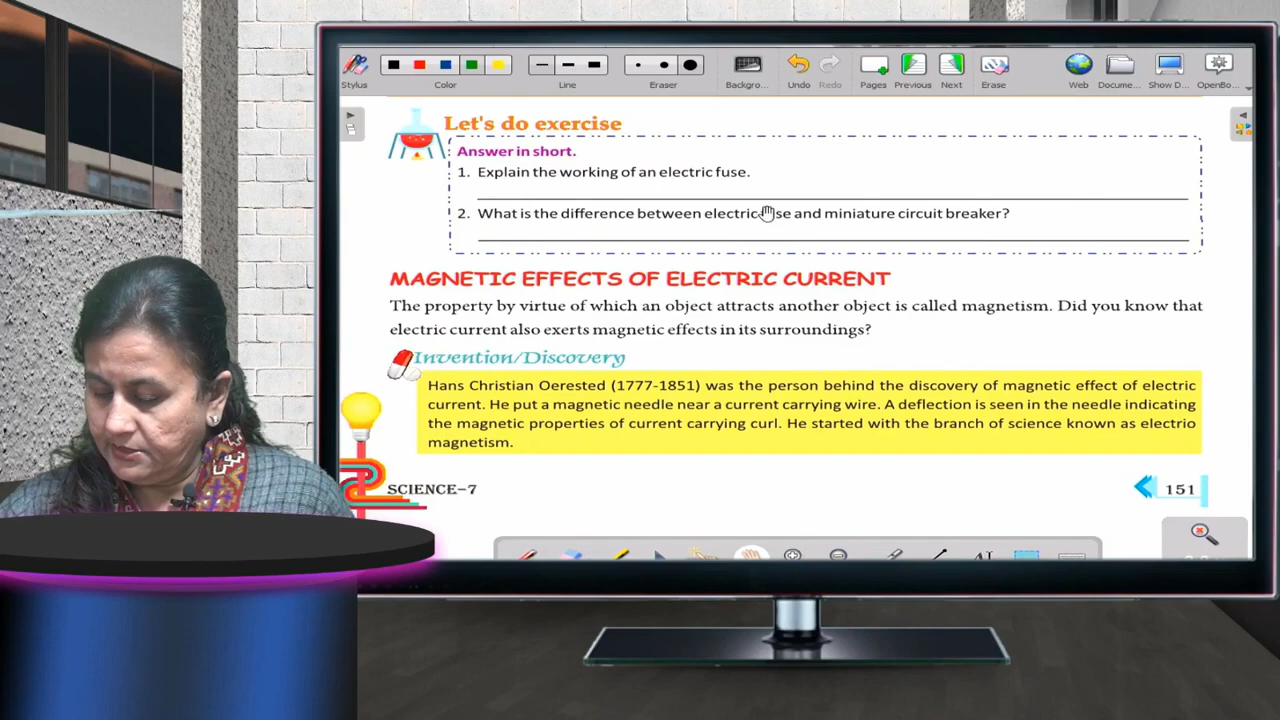 Stylus
Color
Line
Eraser
Backgro...
Undo
Redo
Pages
Previous
Next
Erase
Web
Docume...
Show D...
OpenBo...
Let's do exercise
Answer in short.
1. Explain the working of an electric fuse.
2. What is the difference between electric se and miniature circuit breaker?
MAGNETIC EFFECTS OF ELECTRIC CURRENT
The property by virtue of which an object attracts another object is called magnetism. Did you know that
electric current also exerts magnetic effects in its surroundings?
Invention/Discovery
Hans Christian Oerested (1777-1851) was the person behind the discovery of magnetic effect of electric
current. He put a magnetic needle near a current carrying wire. A deflection is seen in the needle indicating
the magnetic properties of current carrying curl. He started with the branch of science known as electrio
magnetism.
SCIENCE–7
151